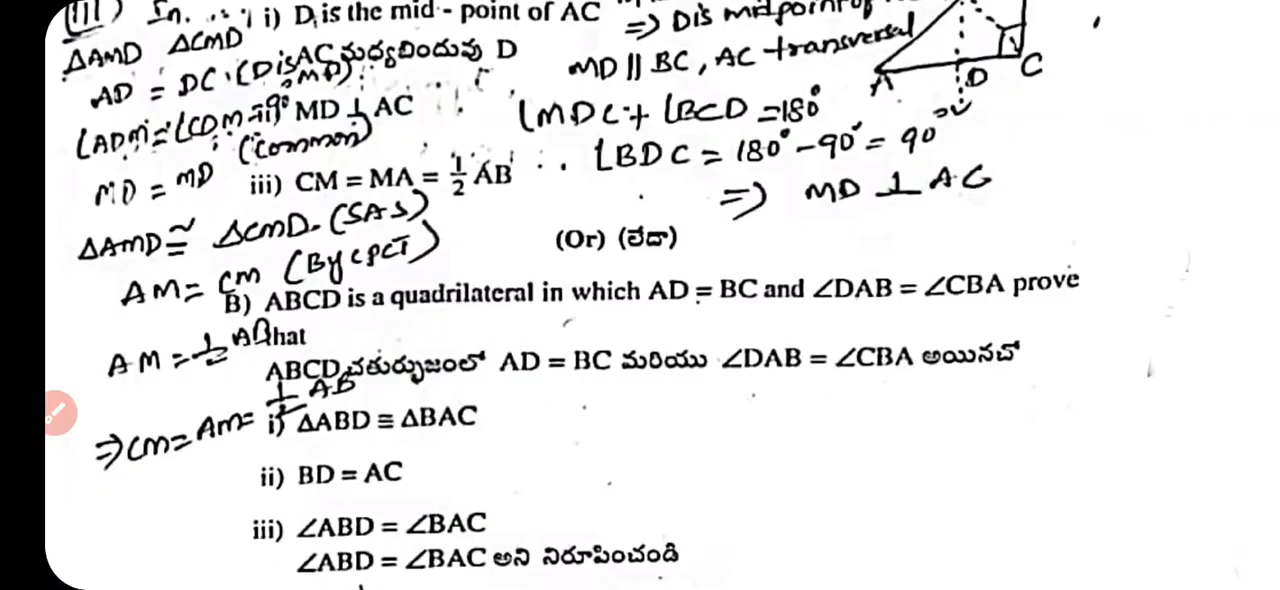 (iii) In.
i) D is the mid - point of AC
⇒ D is midpoint of
ΔAMD ΔCMD
AC మధ్యబిందువు D
AD = DC (D is MD)
MD || BC, AC transversal
A D C
∠ADM = ∠CDM = 90°
MD ⊥ AC
∠MDC + ∠BCD = 180°
MD = MD (common)
iii) CM = MA = 1/2 AB
∴ ∠BDC = 180° - 90° = 90°
⇒ MD ⊥ AC
ΔAMD ≅ ΔCMD. (SAS)
(Or) (లేదా)
AM = CM (By CPCT)
B) ABCD is a quadrilateral in which AD = BC and ∠DAB = ∠CBA prove
that
AM = 1/2 AB
ABCD చతుర్భుజంలో AD = BC మరియు ∠DAB = ∠CBA అయినచో
⇒ CM = AM = 1/2 AB
i) ΔABD ≡ ΔBAC
ii) BD = AC
iii) ∠ABD = ∠BAC
∠ABD = ∠BAC అని నిరూపించండి